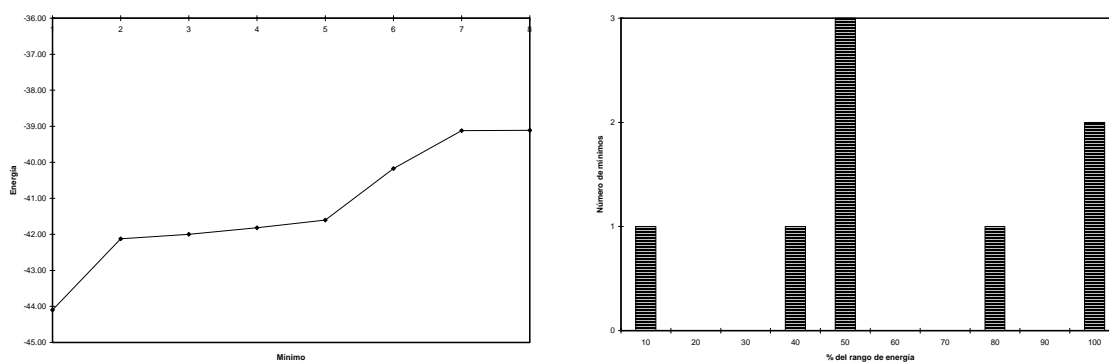 -36.00
1 2 3 4 5 6 7 8
-37.00
-38.00
-39.00
-40.00
-41.00
-42.00
-43.00
-44.00
-45.00
Energía
Mínimo
3
2
1
0
Número de mínimos
10 20 30 40 50 60 70 80 90 100
% del rango de energía